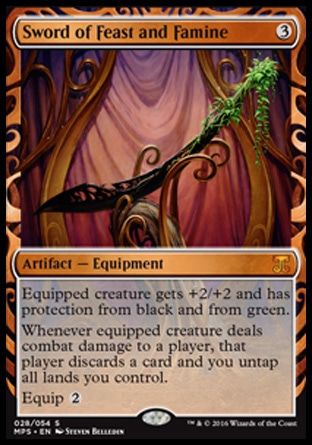 Sword of Feast and Famine 3
Artifact — Equipment
Equipped creature gets +2/+2 and has
protection from black and from green.
Whenever equipped creature deals
combat damage to a player, that
player discards a card and you untap
all lands you control.
Equip 2
028/054 S
MPS • EN Steven Belledin
™ & © 2016 Wizards of the Coast